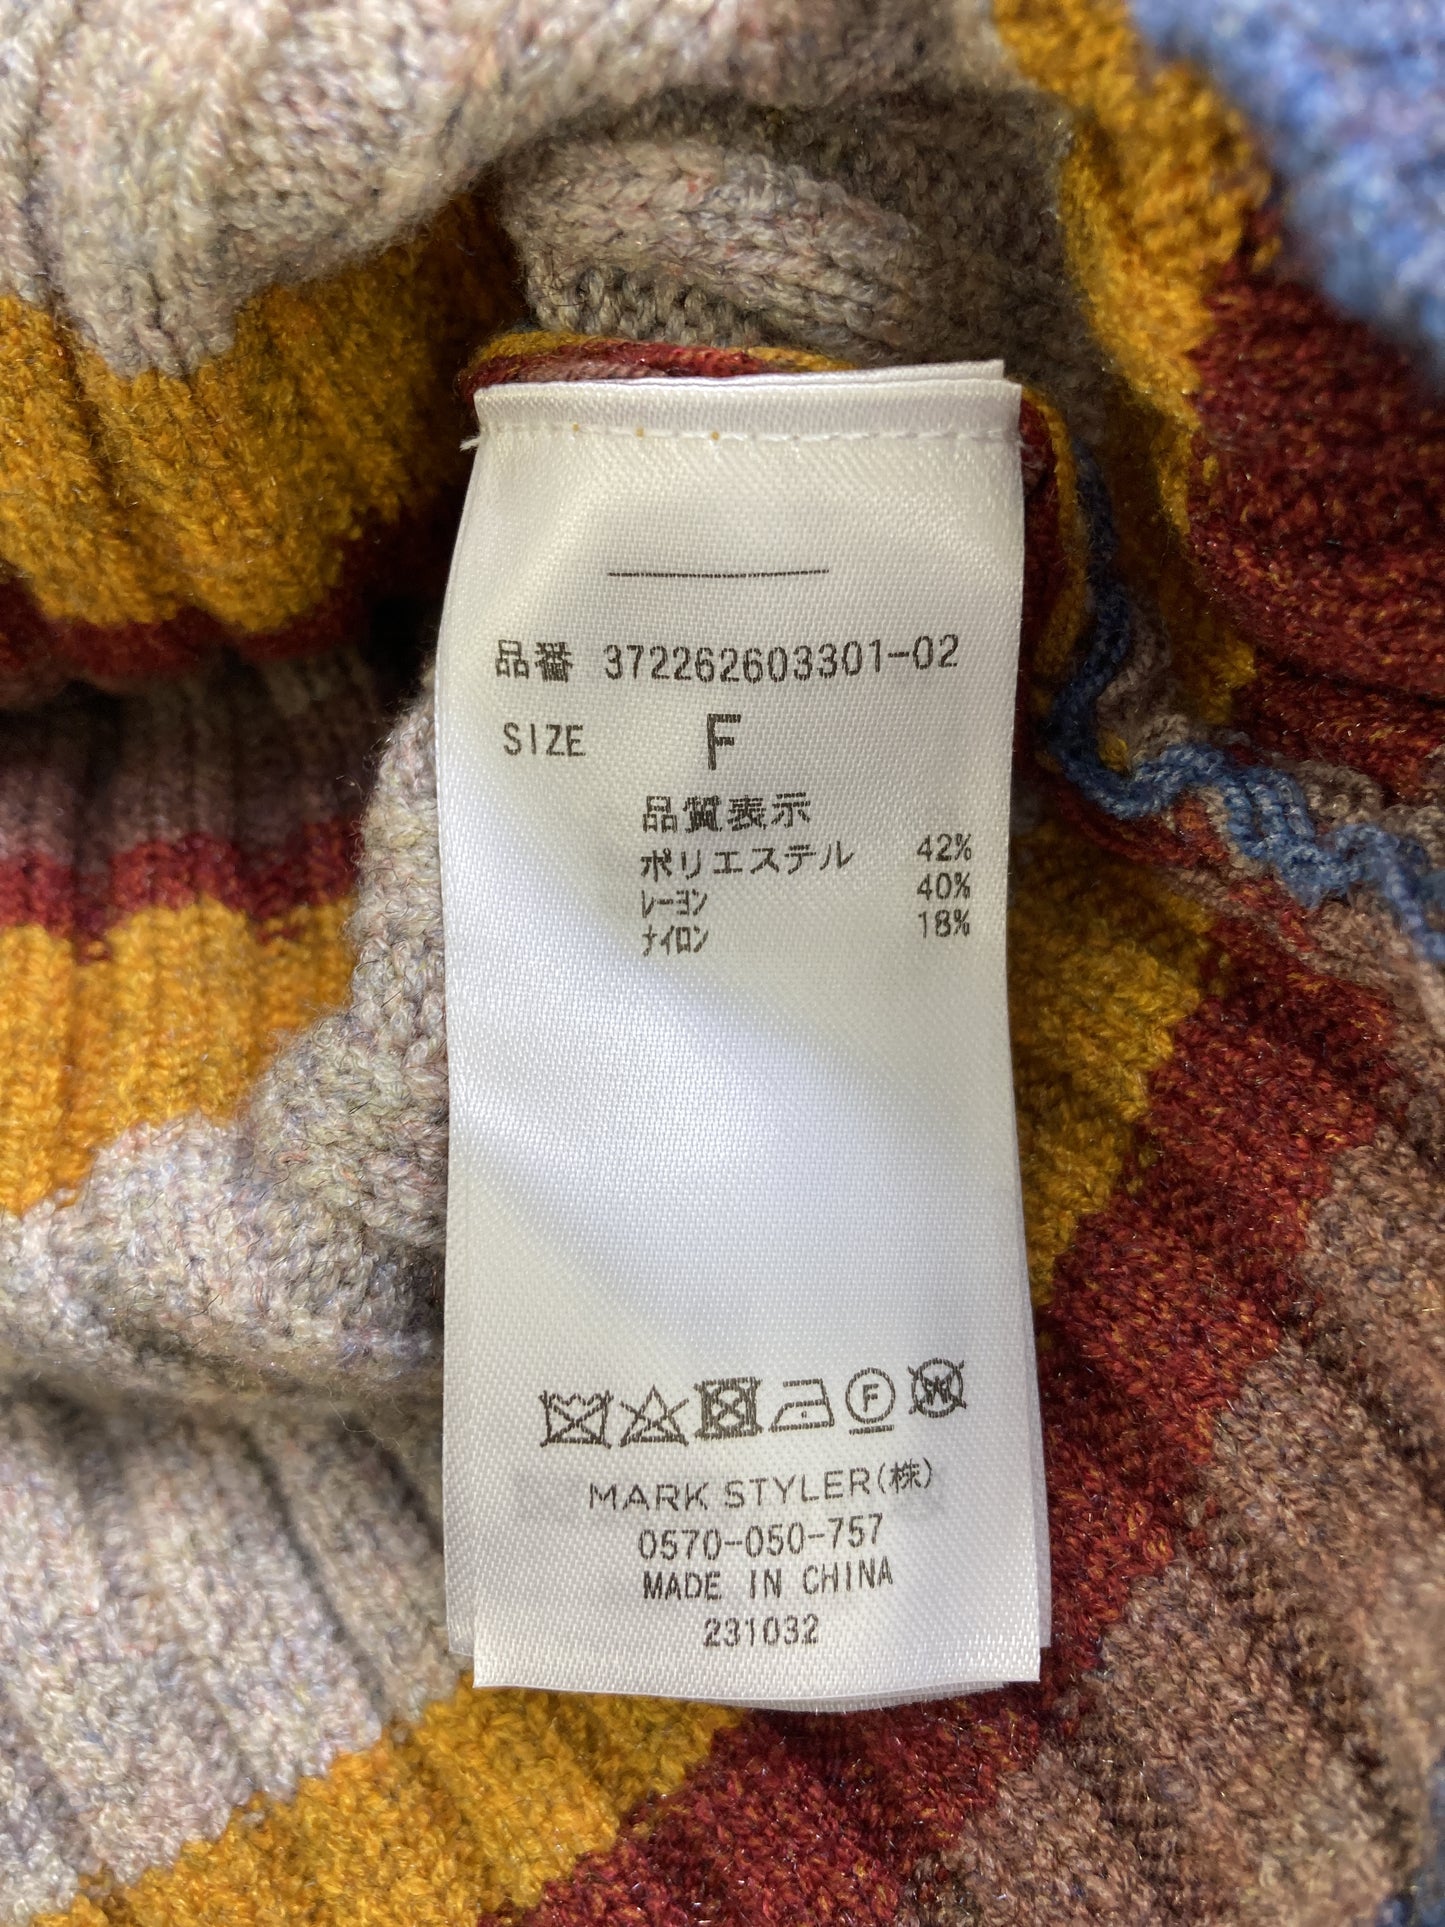 品番 372262603301-02
SIZE F
品質表示
ポリエステル 42%
レーヨン 40%
ナイロン 18%
F W
MARK STYLER(株)
0570-050-757
MADE IN CHINA
231032